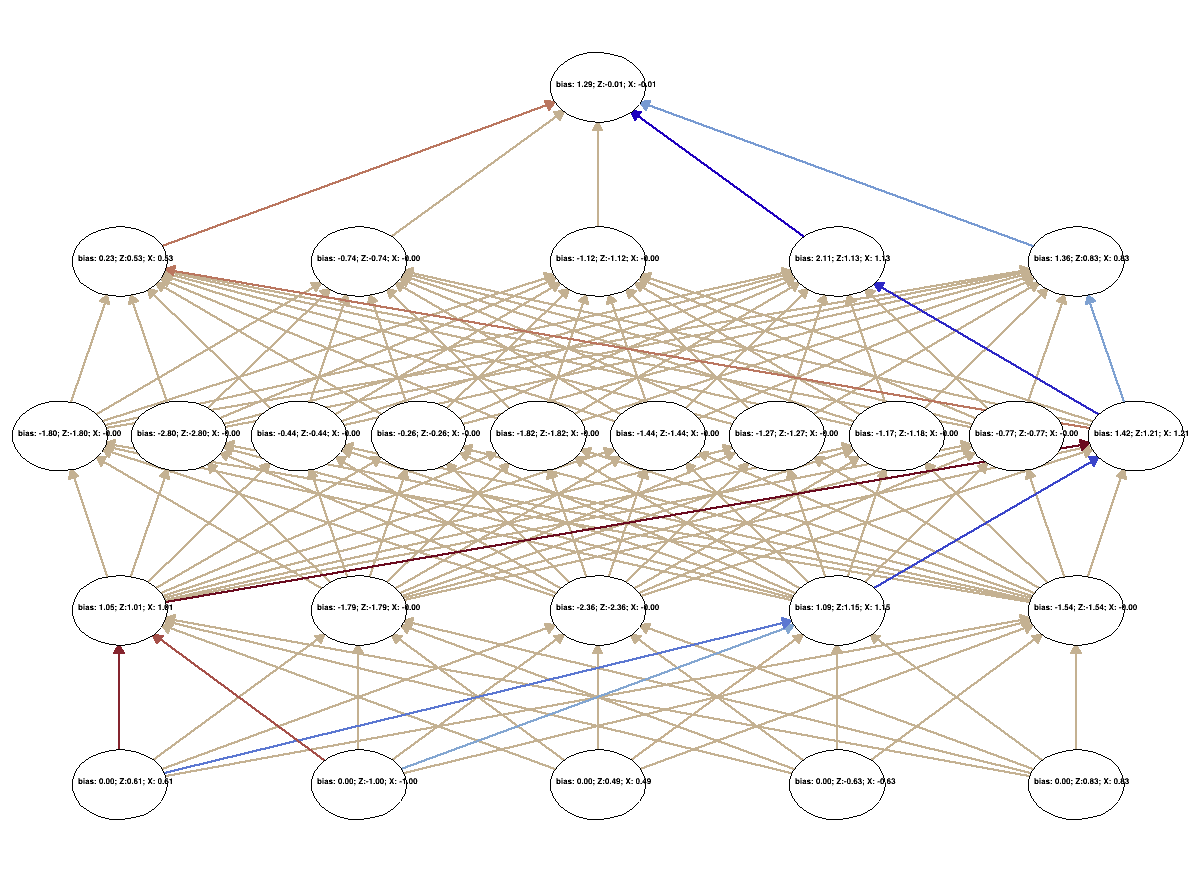 bias: 1.29; Z:-0.01; X: -0.01
bias: 0.23; Z:0.53; X: 0.53
bias: -0.74; Z:-0.74; X: -0.00
bias: -1.12; Z:-1.12; X: -0.00
bias: 2.11; Z:1.13; X: 1.13
bias: 1.36; Z:0.83; X: 0.83
bias: -1.80; Z:-1.80; X: -0.00
bias: -2.80; Z:-2.80; X: -0.00
bias: -0.44; Z:-0.44; X: -0.00
bias: -0.26; Z:-0.26; X: -0.00
bias: -1.82; Z:-1.82; X: -0.00
bias: -1.44; Z:-1.44; X: -0.00
bias: -1.27; Z:-1.27; X: -0.00
bias: -1.17; Z:-1.18; X: -0.00
bias: -0.77; Z:-0.77; X: -0.00
bias: 1.42; Z:1.21; X: 1.21
bias: 1.05; Z:1.01; X: 1.01
bias: -1.79; Z:-1.79; X: -0.00
bias: -2.36; Z:-2.36; X: -0.00
bias: 1.09; Z:1.15; X: 1.15
bias: -1.54; Z:-1.54; X: -0.00
bias: 0.00; Z:0.61; X: 0.61
bias: 0.00; Z:-1.00; X: -1.00
bias: 0.00; Z:0.49; X: 0.49
bias: 0.00; Z:-0.63; X: -0.63
bias: 0.00; Z:0.83; X: 0.83